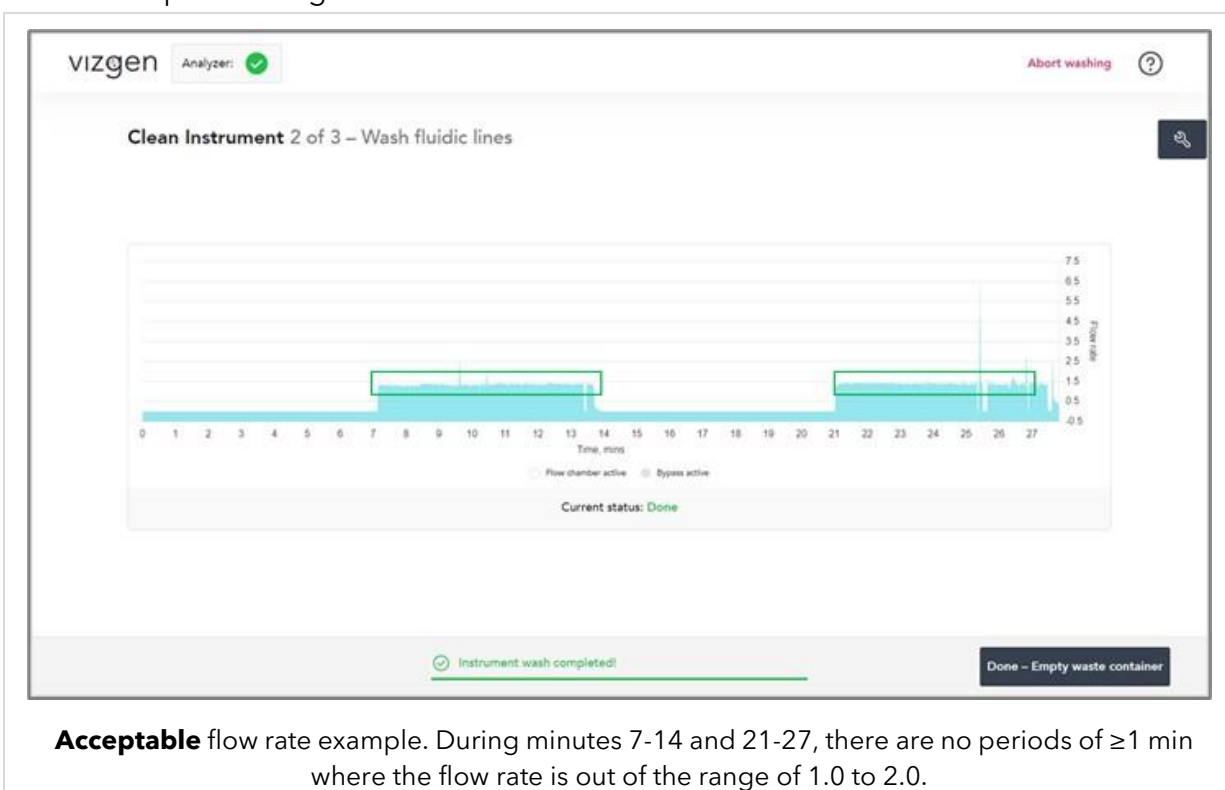 vizgen Analyzer: Abort washing ?
Clean Instrument 2 of 3 – Wash fluidic lines
7.5
6.5
5.5
4.5
3.5
2.5
1.5
0.5
-0.5
Flow rate
0 1 2 3 4 5 6 7 8 9 10 11 12 13 14 15 16 17 18 19 20 21 22 23 24 25 26 27
Time, mins
Flow chamber active Bypass active
Current status: Done
Instrument wash completed!
Done – Empty waste container
Acceptable flow rate example. During minutes 7-14 and 21-27, there are no periods of ≥1 min
where the flow rate is out of the range of 1.0 to 2.0.